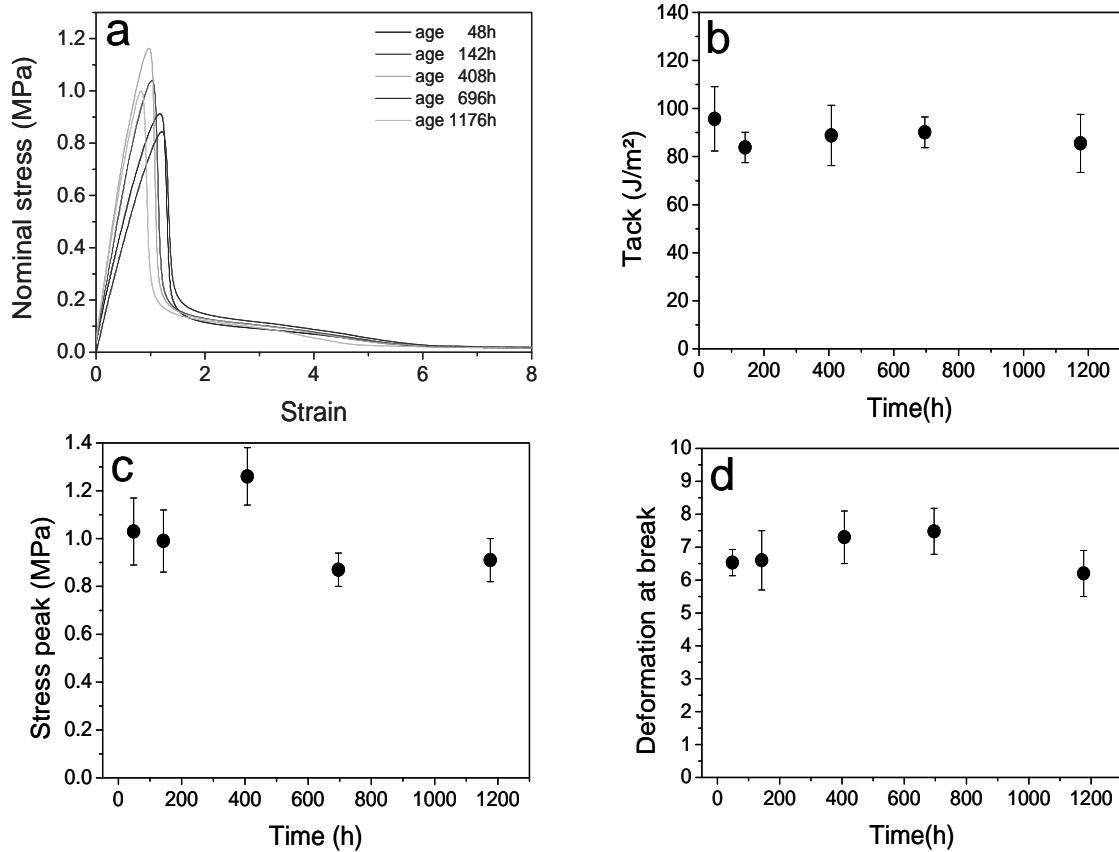 a
age 48h
age 142h
age 408h
age 696h
age 1176h
1.2
1.0
0.8
0.6
0.4
0.2
0.0
0 2 4 6 8
Nominal stress (MPa)
Strain
b
140
120
100
80
60
40
20
0
0 200 400 600 800 1000 1200
Tack (J/m²)
Time(h)
c
1.4
1.2
1.0
0.8
0.6
0.4
0.2
0.0
0 200 400 600 800 1000 1200
Stress peak (MPa)
Time (h)
d
10
9
8
7
6
5
4
3
2
1
0
0 200 400 600 800 1000 1200
Deformation at break
Time(h)